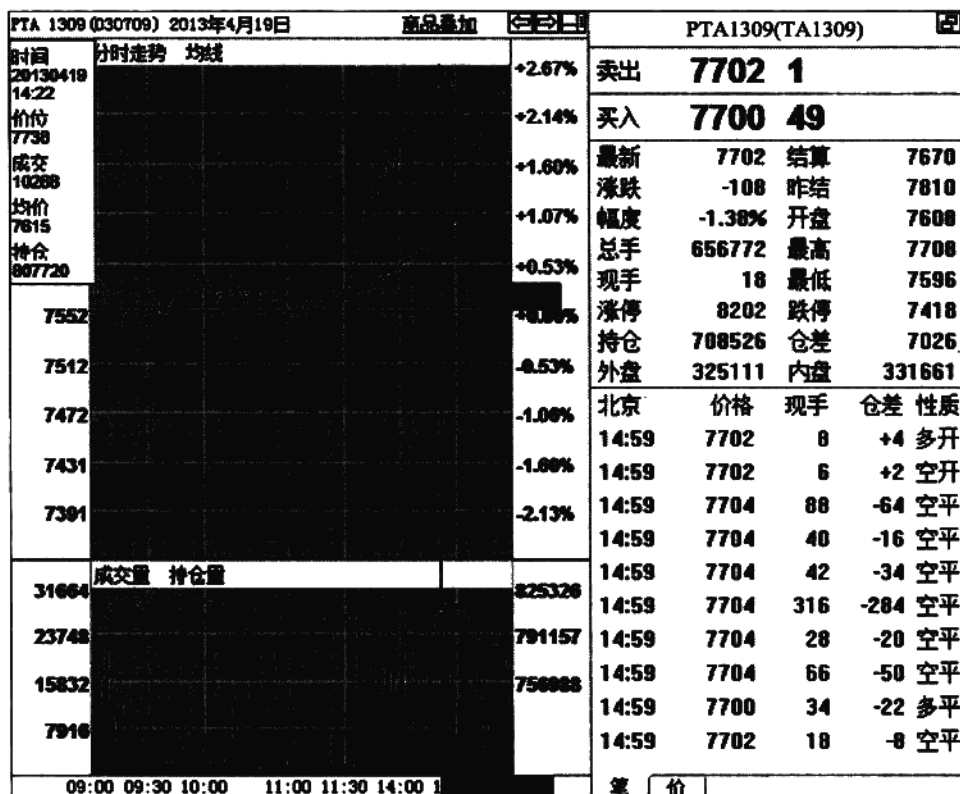 PTA 1309 (030709) 2013年4月19日 商品叠加
时间
20130419
14:22
价位
7738
成交
10268
均价
7615
持仓
807720
分时走势 均线
+2.67%
+2.14%
+1.60%
+1.07%
+0.53%
7552
7512 -0.53%
7472 -1.06%
7431 -1.60%
7391 -2.13%
成交量 持仓量
31664 825326
23748 791157
15832 756988
7916
09:00 09:30 10:00 11:00 11:30 14:00 1
PTA1309(TA1309)
卖出 7702 1
买入 7700 49
最新 7702 结算 7670
涨跌 -108 昨结 7810
幅度 -1.38% 开盘 7608
总手 656772 最高 7708
现手 18 最低 7596
涨停 8202 跌停 7418
持仓 708526 仓差 7026
外盘 325111 内盘 331661
北京 价格 现手 仓差 性质
14:59 7702 8 +4 多开
14:59 7702 6 +2 空开
14:59 7704 88 -64 空平
14:59 7704 40 -16 空平
14:59 7704 42 -34 空平
14:59 7704 316 -284 空平
14:59 7704 28 -20 空平
14:59 7704 66 -50 空平
14:59 7700 34 -22 多平
14:59 7702 18 -8 空平
笔 价